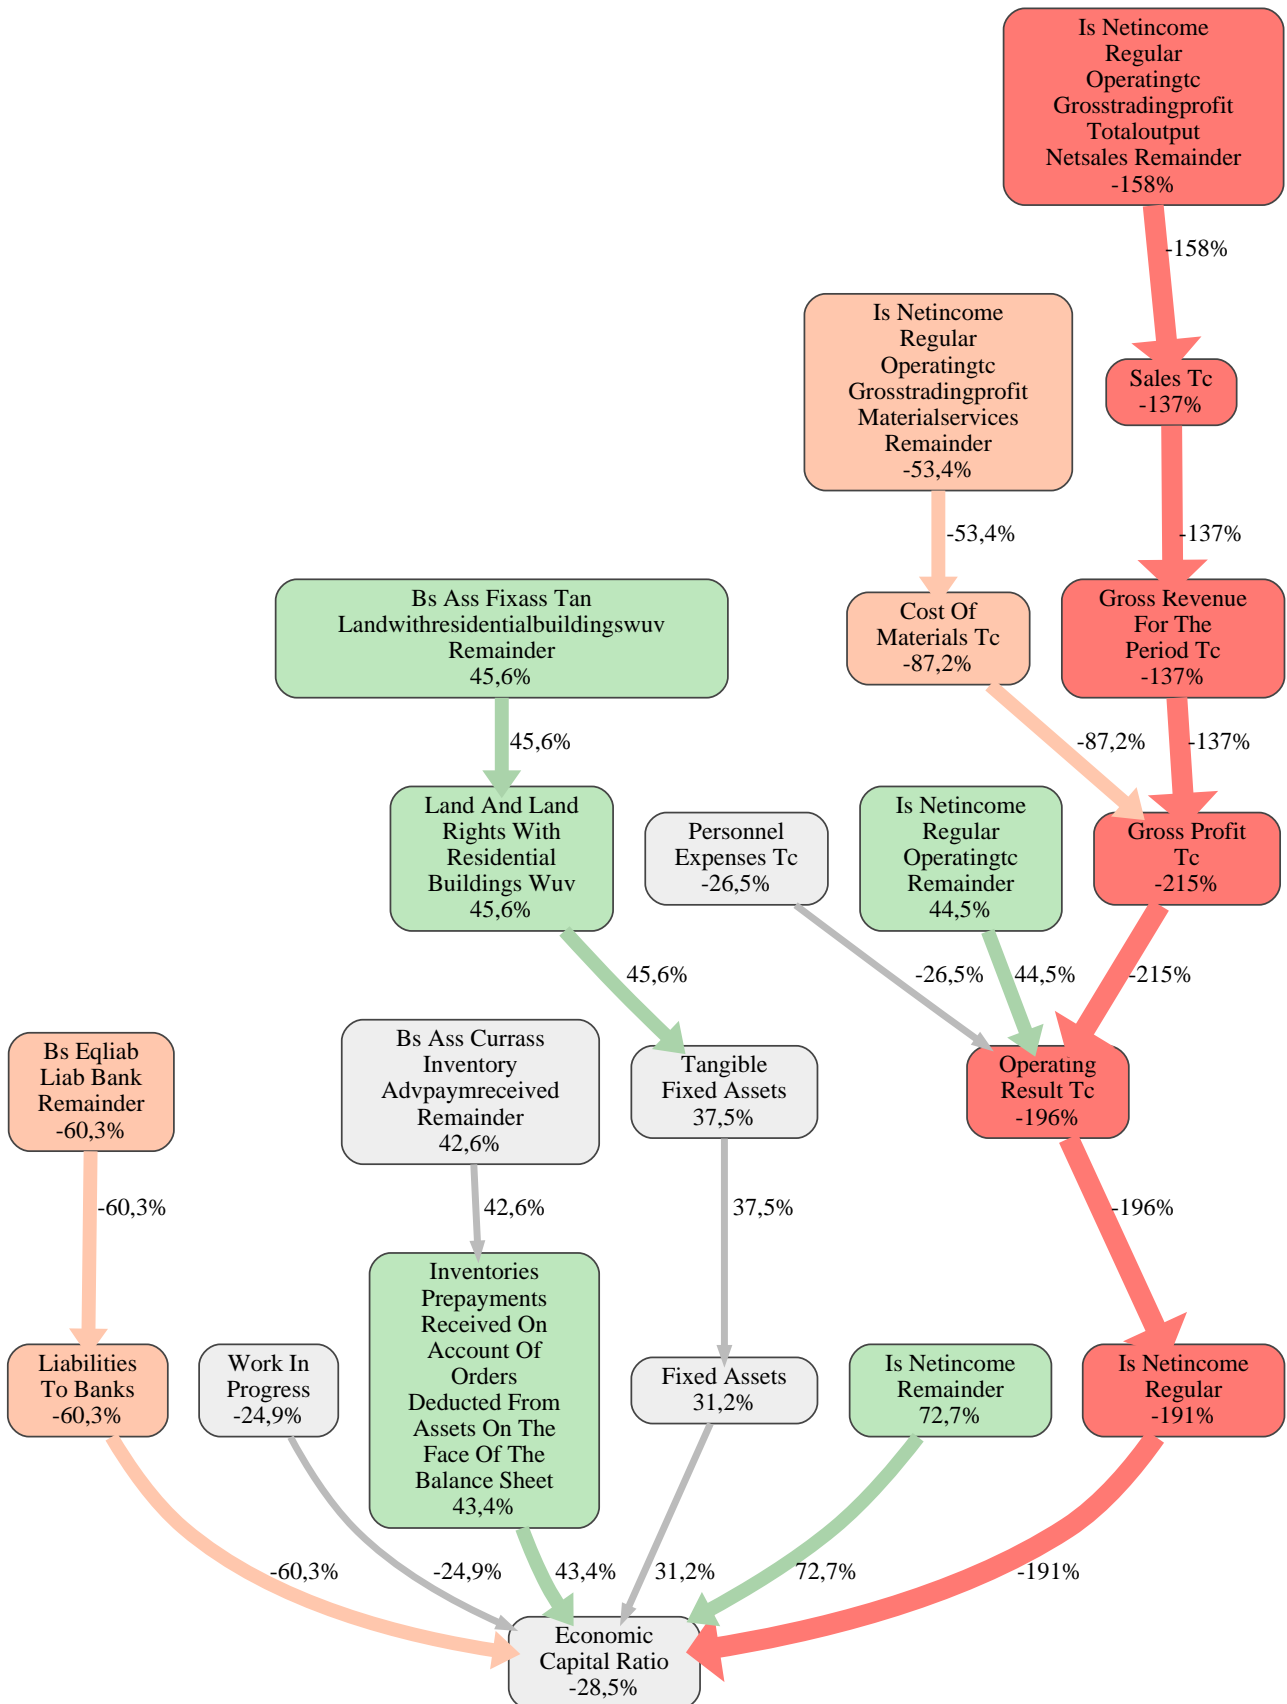 Is Netincome
Regular
Operatingtc
Grosstradingprofit
Totaloutput
Netsales Remainder
-158%
-158%
Is Netincome
Regular
Operatingtc
Grosstradingprofit
Materialservices
Remainder
-53,4%
Sales Tc
-137%
-53,4%
-137%
Bs Ass Fixass Tan
Landwithresidentialbuildingswuv
Remainder
45,6%
Cost Of
Materials Tc
-87,2%
Gross Revenue
For The
Period Tc
-137%
45,6%
-87,2%
-137%
Land And Land
Rights With
Residential
Buildings Wuv
45,6%
Personnel
Expenses Tc
-26,5%
Is Netincome
Regular
Operatingtc
Remainder
44,5%
Gross Profit
Tc
-215%
45,6%
-26,5%
44,5%
-215%
Bs Eqliab
Liab Bank
Remainder
-60,3%
Bs Ass Currass
Inventory
Advpaymreceived
Remainder
42,6%
Tangible
Fixed Assets
37,5%
Operating
Result Tc
-196%
-60,3%
42,6%
37,5%
-196%
Liabilities
To Banks
-60,3%
Work In
Progress
-24,9%
Inventories
Prepayments
Received On
Account Of
Orders
Deducted From
Assets On The
Face Of The
Balance Sheet
43,4%
Fixed Assets
31,2%
Is Netincome
Remainder
72,7%
Is Netincome
Regular
-191%
-60,3%
-24,9%
43,4%
31,2%
72,7%
-191%
Economic
Capital Ratio
-28,5%